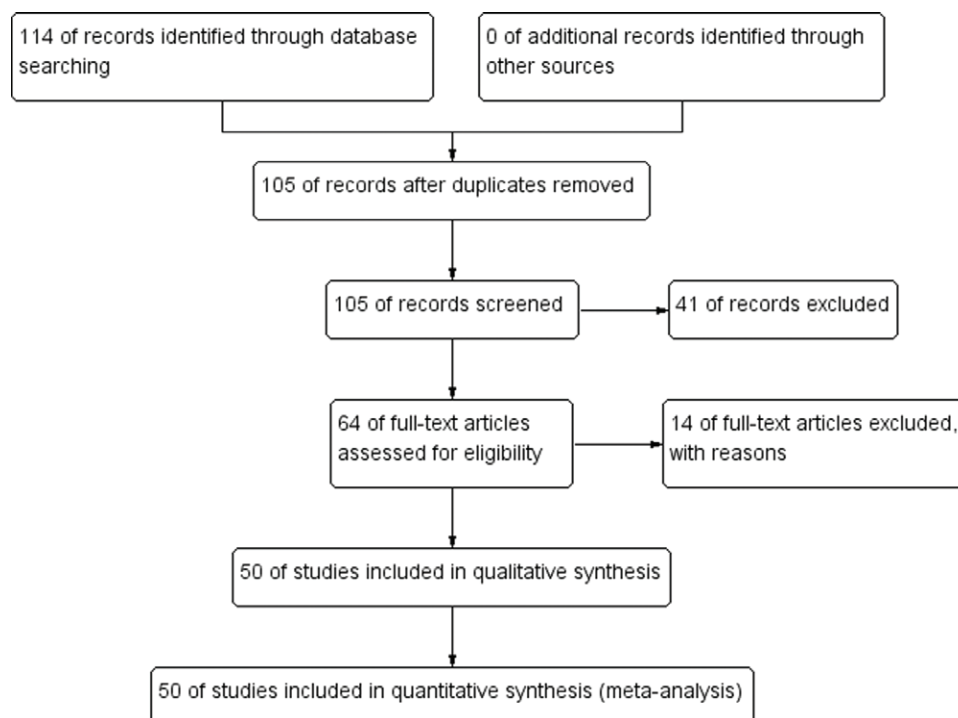 114 of records identified through database
searching
0 of additional records identified through
other sources
105 of records after duplicates removed
105 of records screened
41 of records excluded
64 of full-text articles
assessed for eligibility
14 of full-text articles excluded,
with reasons
50 of studies included in qualitative synthesis
50 of studies included in quantitative synthesis (meta-analysis)